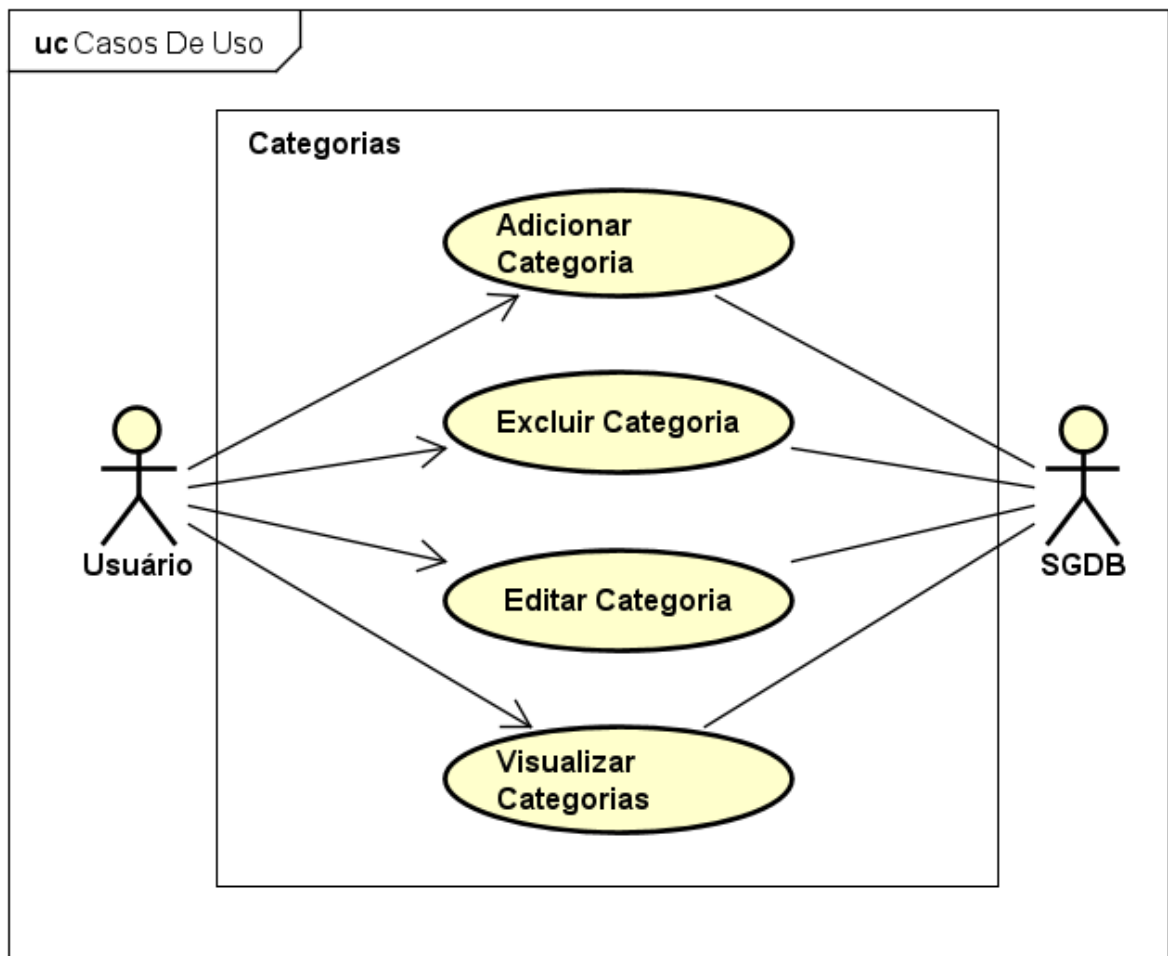 uc Casos De Uso
Categorias
Adicionar
Categoria
Excluir Categoria
Usuário
SGDB
Editar Categoria
Visualizar
Categorias